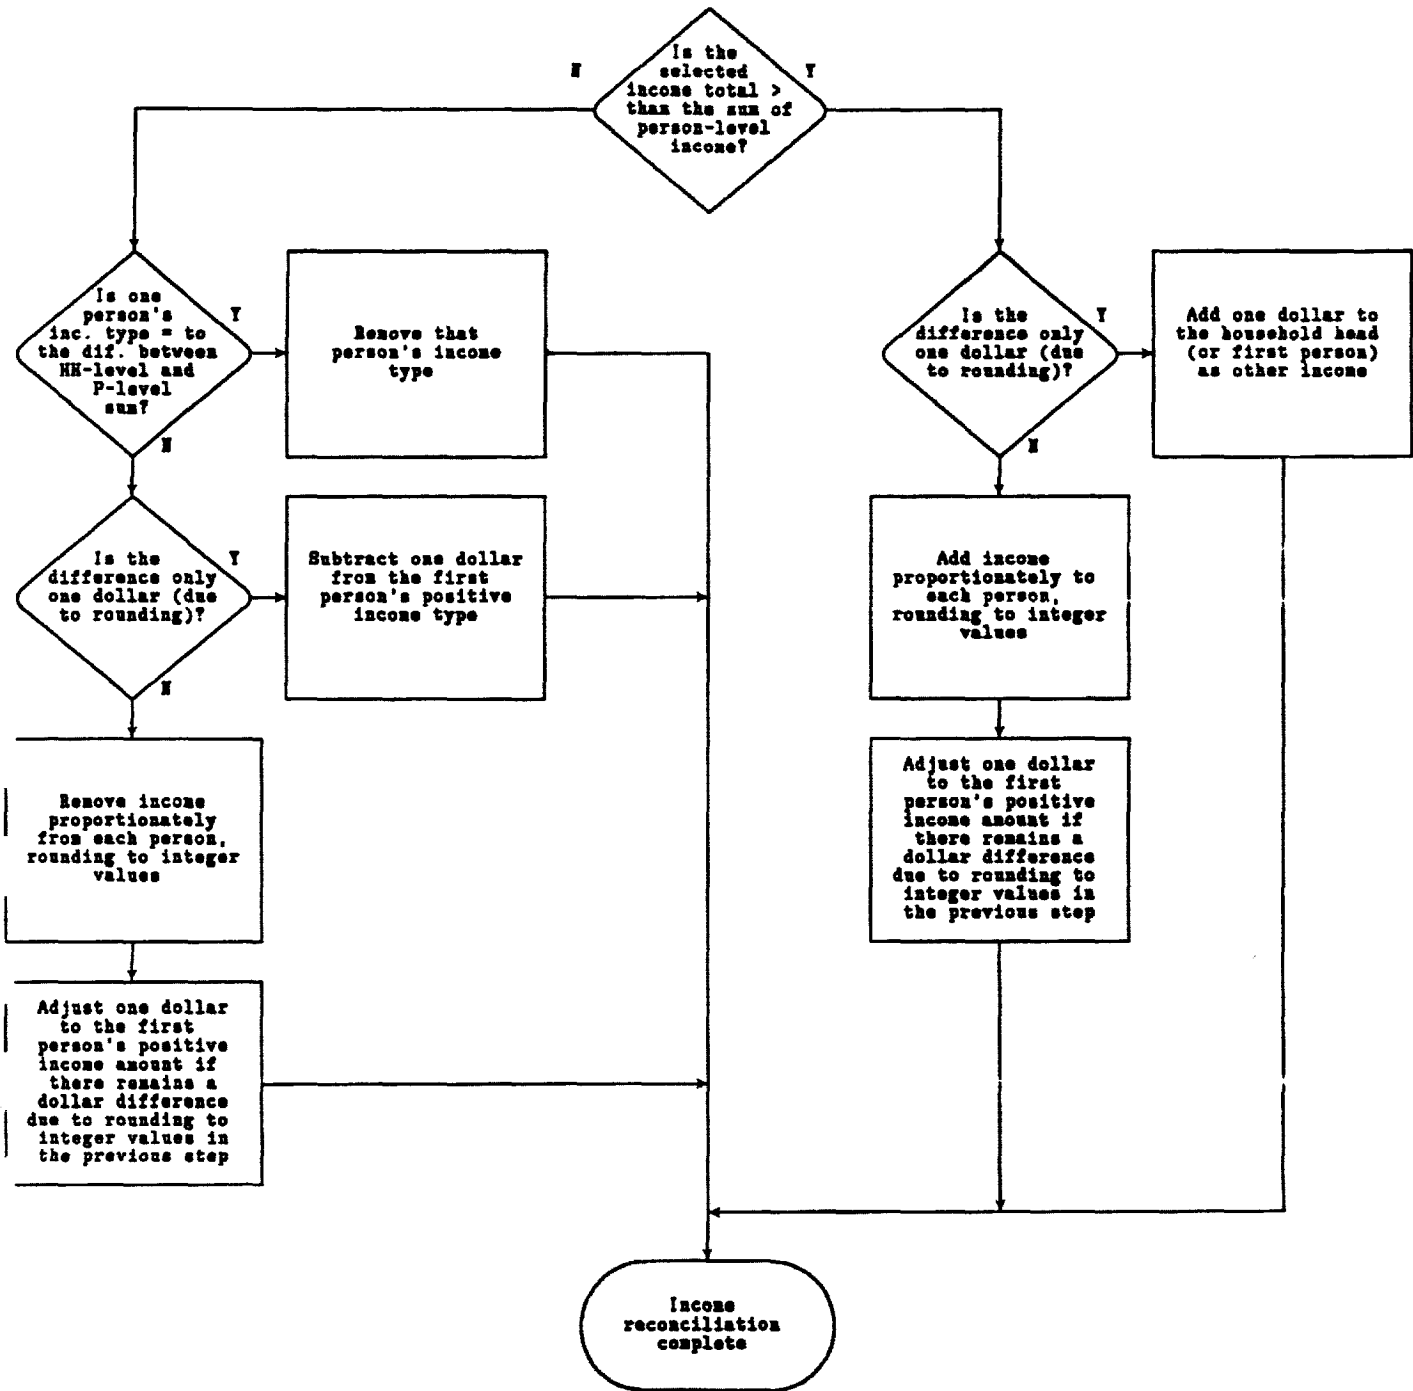 Is the
selected
income total >
than the sum of
person-level
income?
N
Y
Is one
person's
inc. type = to
the dif. between
HH-level and
P-level
sum?
Y
N
Remove that
person's income
type
Is the
difference only
one dollar (due
to rounding)?
Y
N
Add one dollar to
the household head
(or first person)
as other income
Is the
difference only
one dollar (due
to rounding)?
Y
N
Subtract one dollar
from the first
person's positive
income type
Add income
proportionately to
each person,
rounding to integer
values
Remove income
proportionately
from each person,
rounding to integer
values
Adjust one dollar
to the first
person's positive
income amount if
there remains a
dollar difference
due to rounding to
integer values in
the previous step
Adjust one dollar
to the first
person's positive
income amount if
there remains a
dollar difference
due to rounding to
integer values in
the previous step
Income
reconciliation
complete